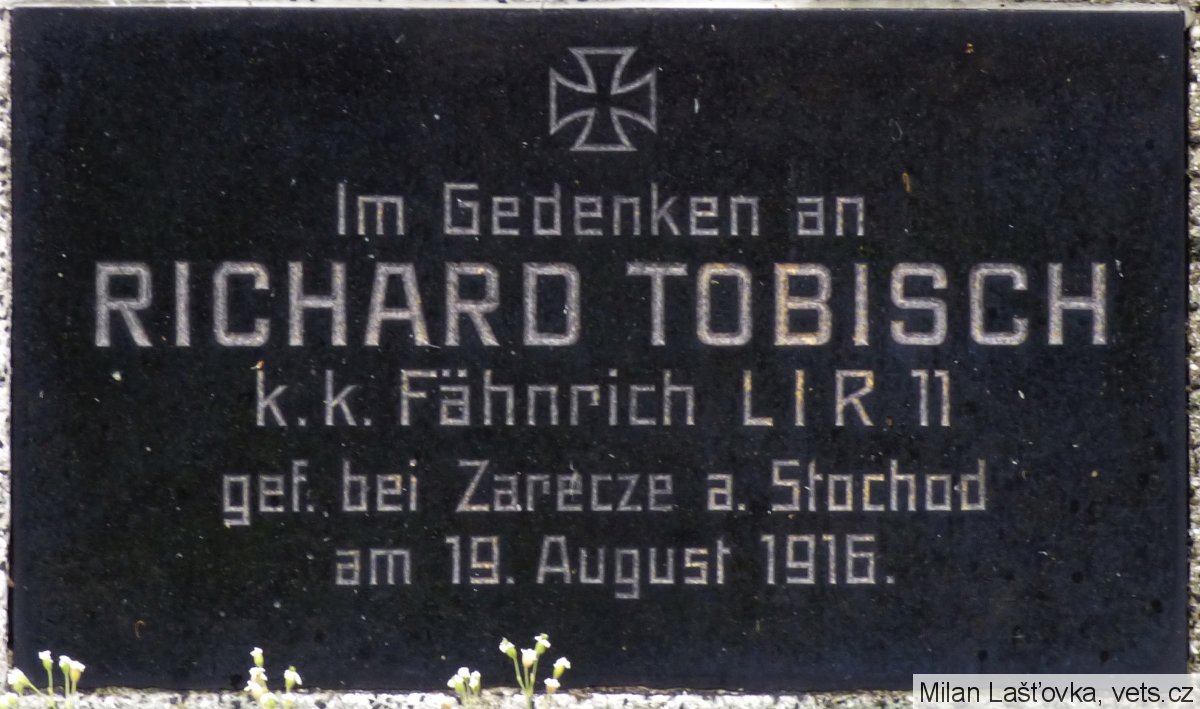 Im Gedenken an
RICHARD TOBISCH
k.k. Fähnrich LIR 11
gef. bei Zarècze a. Stochod
am 19. August 1916.
Milan Lašťovka, vets.cz